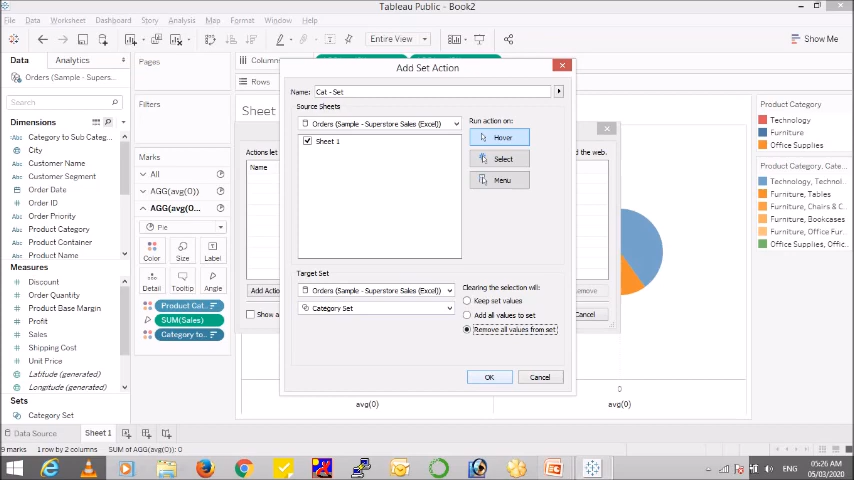 Tableau Public - Book2
File Data Worksheet Dashboard Story Analysis Map Format Window Help
Entire View
Show Me
Data
Analytics
Pages
Columns
Orders (Sample - Supers...
Rows
Search
Filters
Sheet
Dimensions
Category to Sub Categ...
City
Customer Name
Customer Segment
Order Date
Order ID
Order Priority
Product Category
Product Container
Product Name
Measures
Discount
Order Quantity
Product Base Margin
Profit
Sales
Shipping Cost
Unit Price
Latitude (generated)
Longitude (generated)
Sets
Category Set
Marks
All
AGG(avg(0))
AGG(avg(0...
Pie
Color
Size
Label
Detail
Tooltip
Angle
Product Cat..
SUM(Sales)
Category to..
Actions let
d the web.
Name
Add Actio
emove
Show a
Cancel
Add Set Action
Name: Cat - Set
Source Sheets
Orders (Sample - Superstore Sales (Excel))
Sheet 1
Run action on:
Hover
Select
Menu
Target Set
Orders (Sample - Superstore Sales (Excel))
Category Set
Clearing the selection will:
Keep set values
Add all values to set
Remove all values from set
OK
Cancel
0
avg(0)
avg(0)
Product Category
Technology
Furniture
Office Supplies
Product Category, Cate
Technology, Technol...
Furniture, Tables
Furniture, Chairs & C
Furniture, Bookcases
Furniture, Office Fur
Office Supplies, Offic
Data Source
Sheet 1
9 marks 1 row by 2 columns SUM of AGG(avg(0)): 0
ENG
05:26 AM
05/03/2020